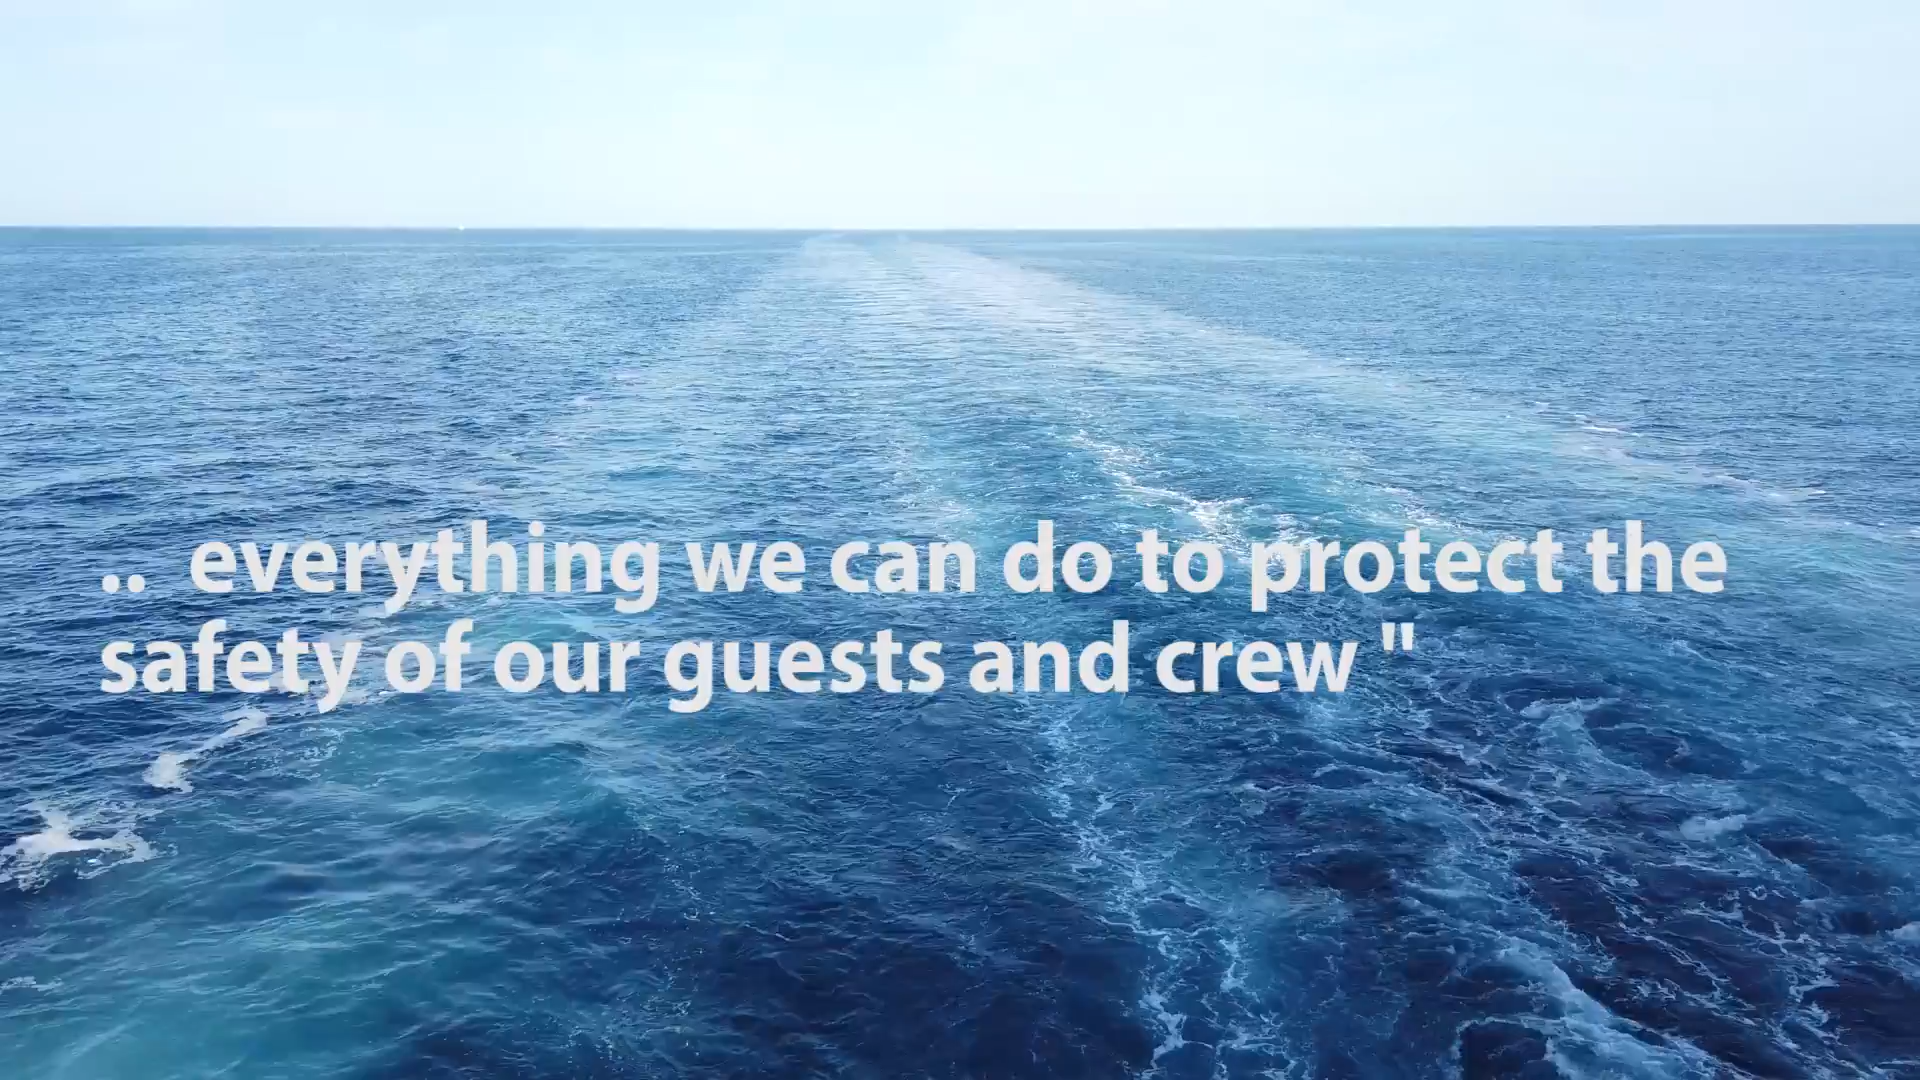 .. everything we can do to protect the
safety of our guests and crew "